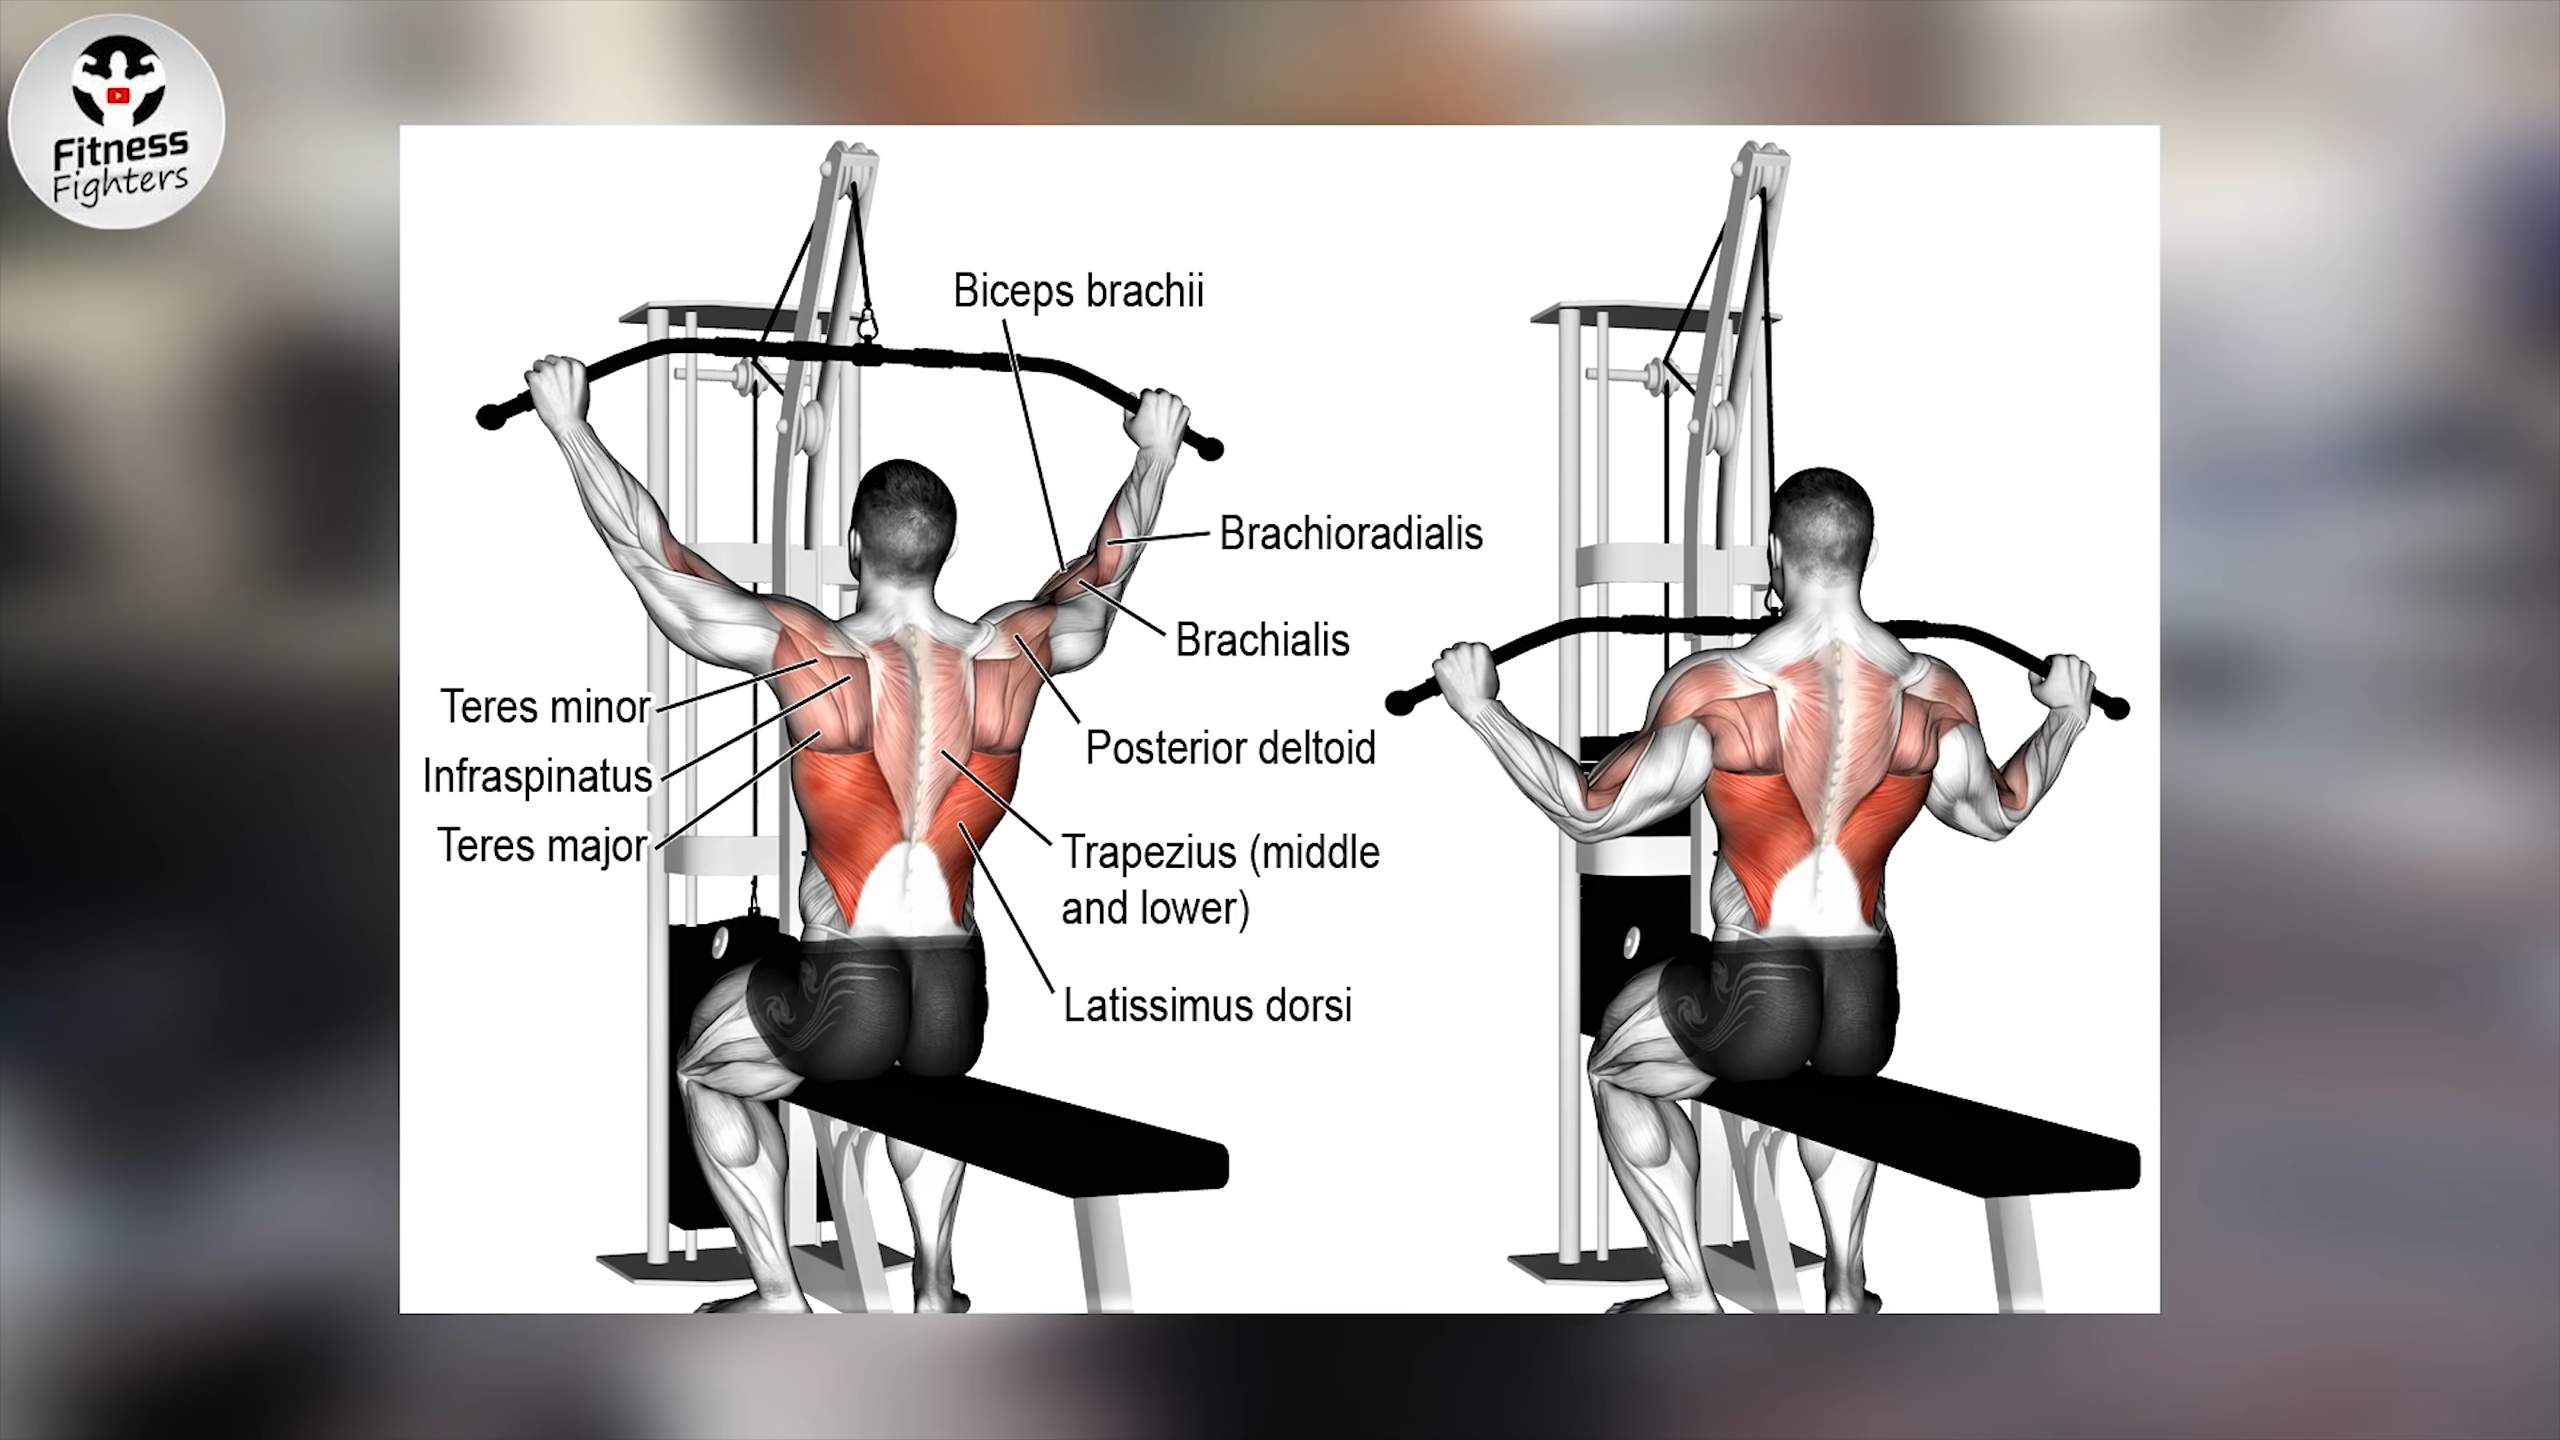 Fitness
Fighters
Biceps brachii
Brachioradialis
Brachialis
Teres minor
Infraspinatus
Teres major
Posterior deltoid
Trapezius (middle
and lower)
Latissimus dorsi